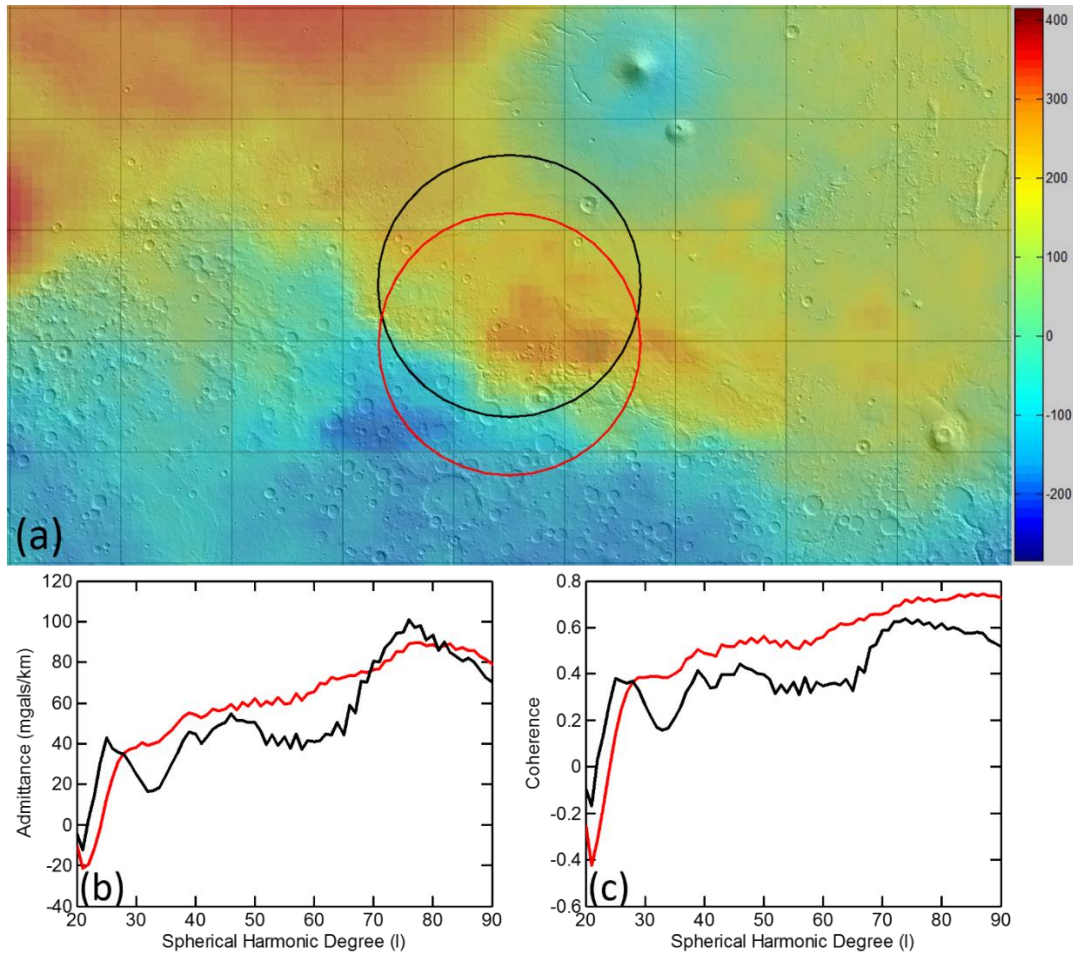 400
300
200
100
0
-100
-200
(a)
120
100
80
60
40
20
0
-20
-40
Admittance (mgals/km)
(b)
20 30 40 50 60 70 80 90
Spherical Harmonic Degree (l)
0.8
0.6
0.4
0.2
0
-0.2
-0.4
-0.6
Coherence
(c)
20 30 40 50 60 70 80 90
Spherical Harmonic Degree (l)